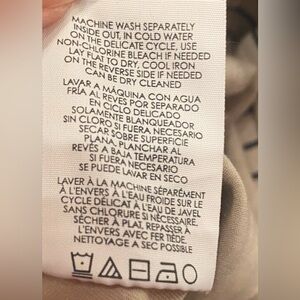 MACHINE WASH SEPARATELY
INSIDE OUT, IN COLD WATER
ON THE DELICATE CYCLE, USE
NON-CHLORINE BLEACH IF NEEDED
LAY FLAT TO DRY, COOL IRON
ON THE REVERSE SIDE IF NEEDED
CAN BE DRY CLEANED
LAVAR A MÁQUINA CON AGUA
FRÍA AL REVÉS POR SEPARADO
EN CICLO DELICADO
SOLAMENTE BLANQUEADOR
SIN CLORO SI FUERA NECESARIO
SECAR SOBRE SUPERFICIE
PLANA, PLANCHAR AL
REVÉS A BAJA TEMPERATURA
SI FUERA NECESARIO
SE PUEDE LAVAR EN SECO
LAVER À LA MACHINE SÉPARÉMENT
À L'ENVERS À L'EAU FROIDE SUR LE
CYCLE DÉLICAT À L'EAU DE JAVEL
SANS CHLORURE SI NÉCESSAIRE.
SÉCHER À PLAT, REPASSER À
L'ENVERS AVEC FER TIÈDE.
NETTOYAGE A SEC POSSIBLE